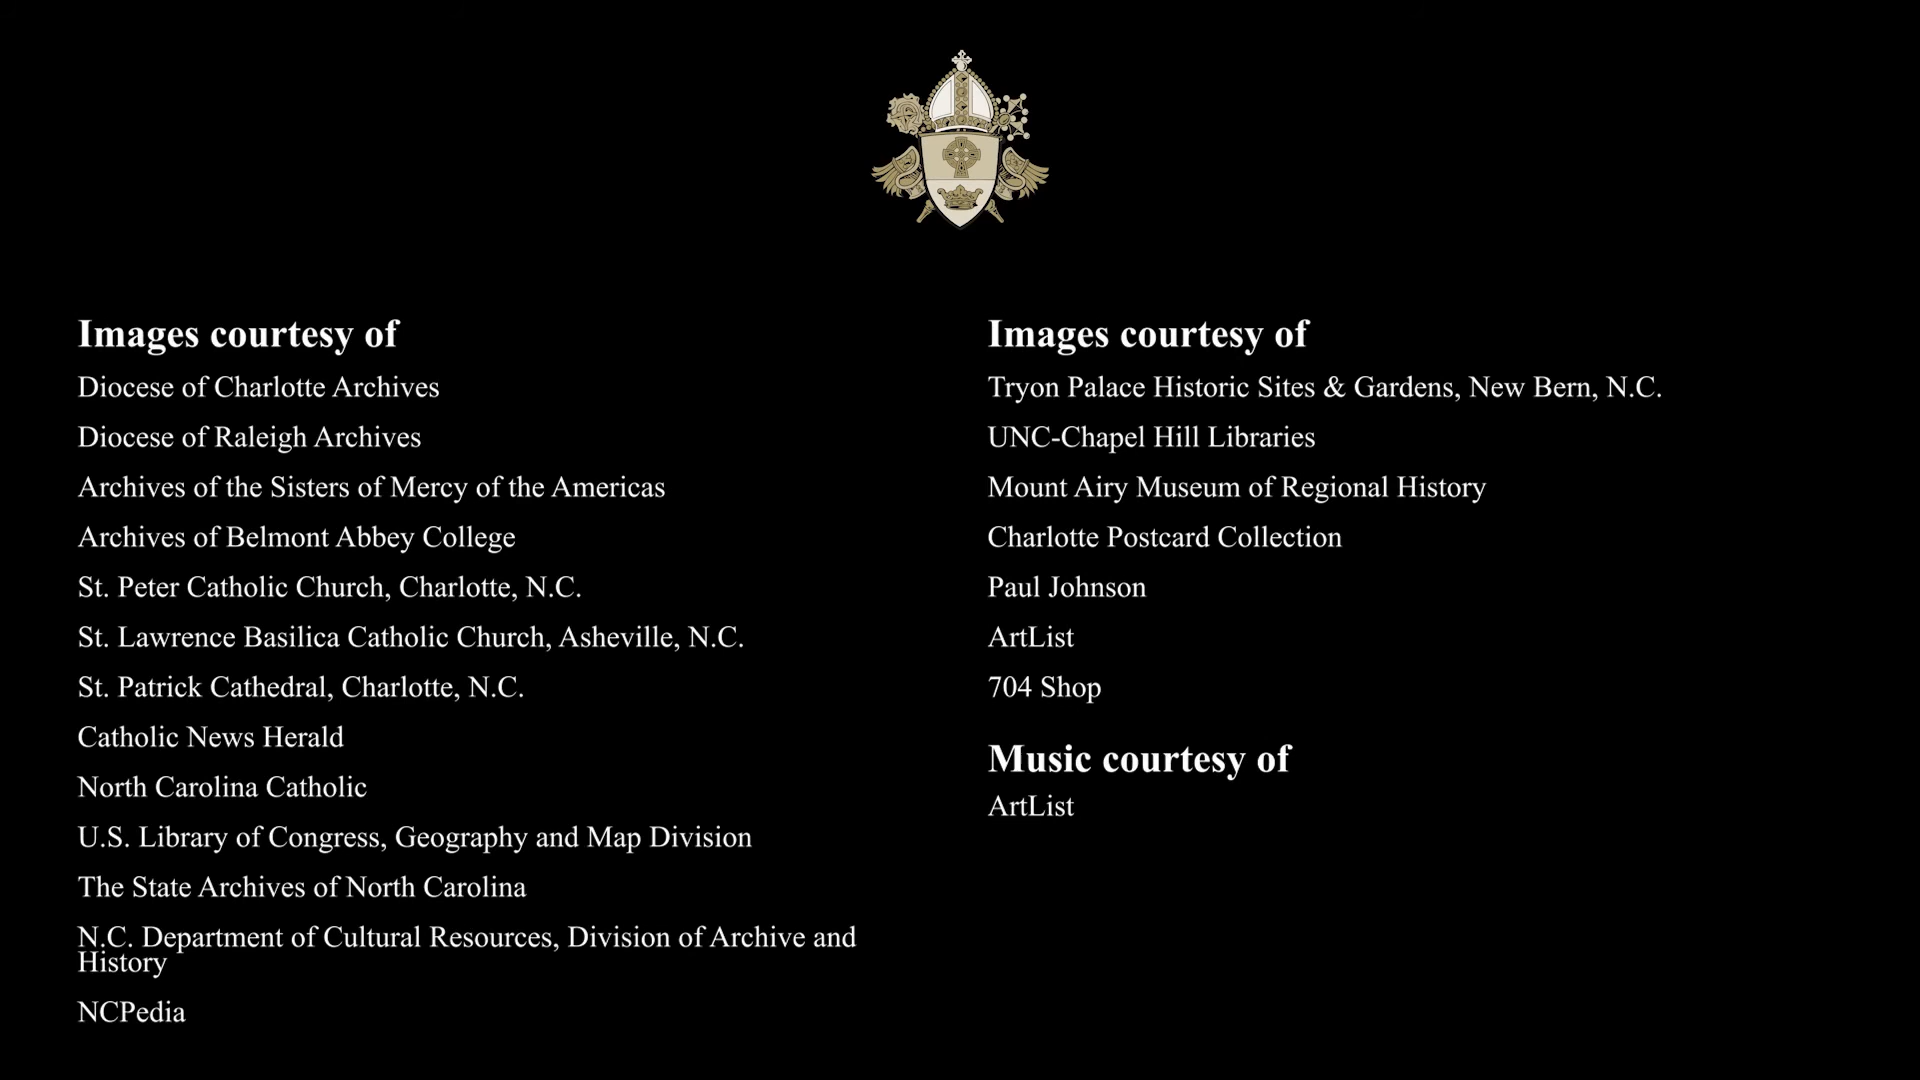 Images courtesy of
Diocese of Charlotte Archives
Diocese of Raleigh Archives
Archives of the Sisters of Mercy of the Americas
Archives of Belmont Abbey College
St. Peter Catholic Church, Charlotte, N.C.
St. Lawrence Basilica Catholic Church, Asheville, N.C.
St. Patrick Cathedral, Charlotte, N.C.
Catholic News Herald
North Carolina Catholic
U.S. Library of Congress, Geography and Map Division
The State Archives of North Carolina
N.C. Department of Cultural Resources, Division of Archive and
History
NCPedia
Images courtesy of
Tryon Palace Historic Sites & Gardens, New Bern, N.C.
UNC-Chapel Hill Libraries
Mount Airy Museum of Regional History
Charlotte Postcard Collection
Paul Johnson
ArtList
704 Shop
Music courtesy of
ArtList